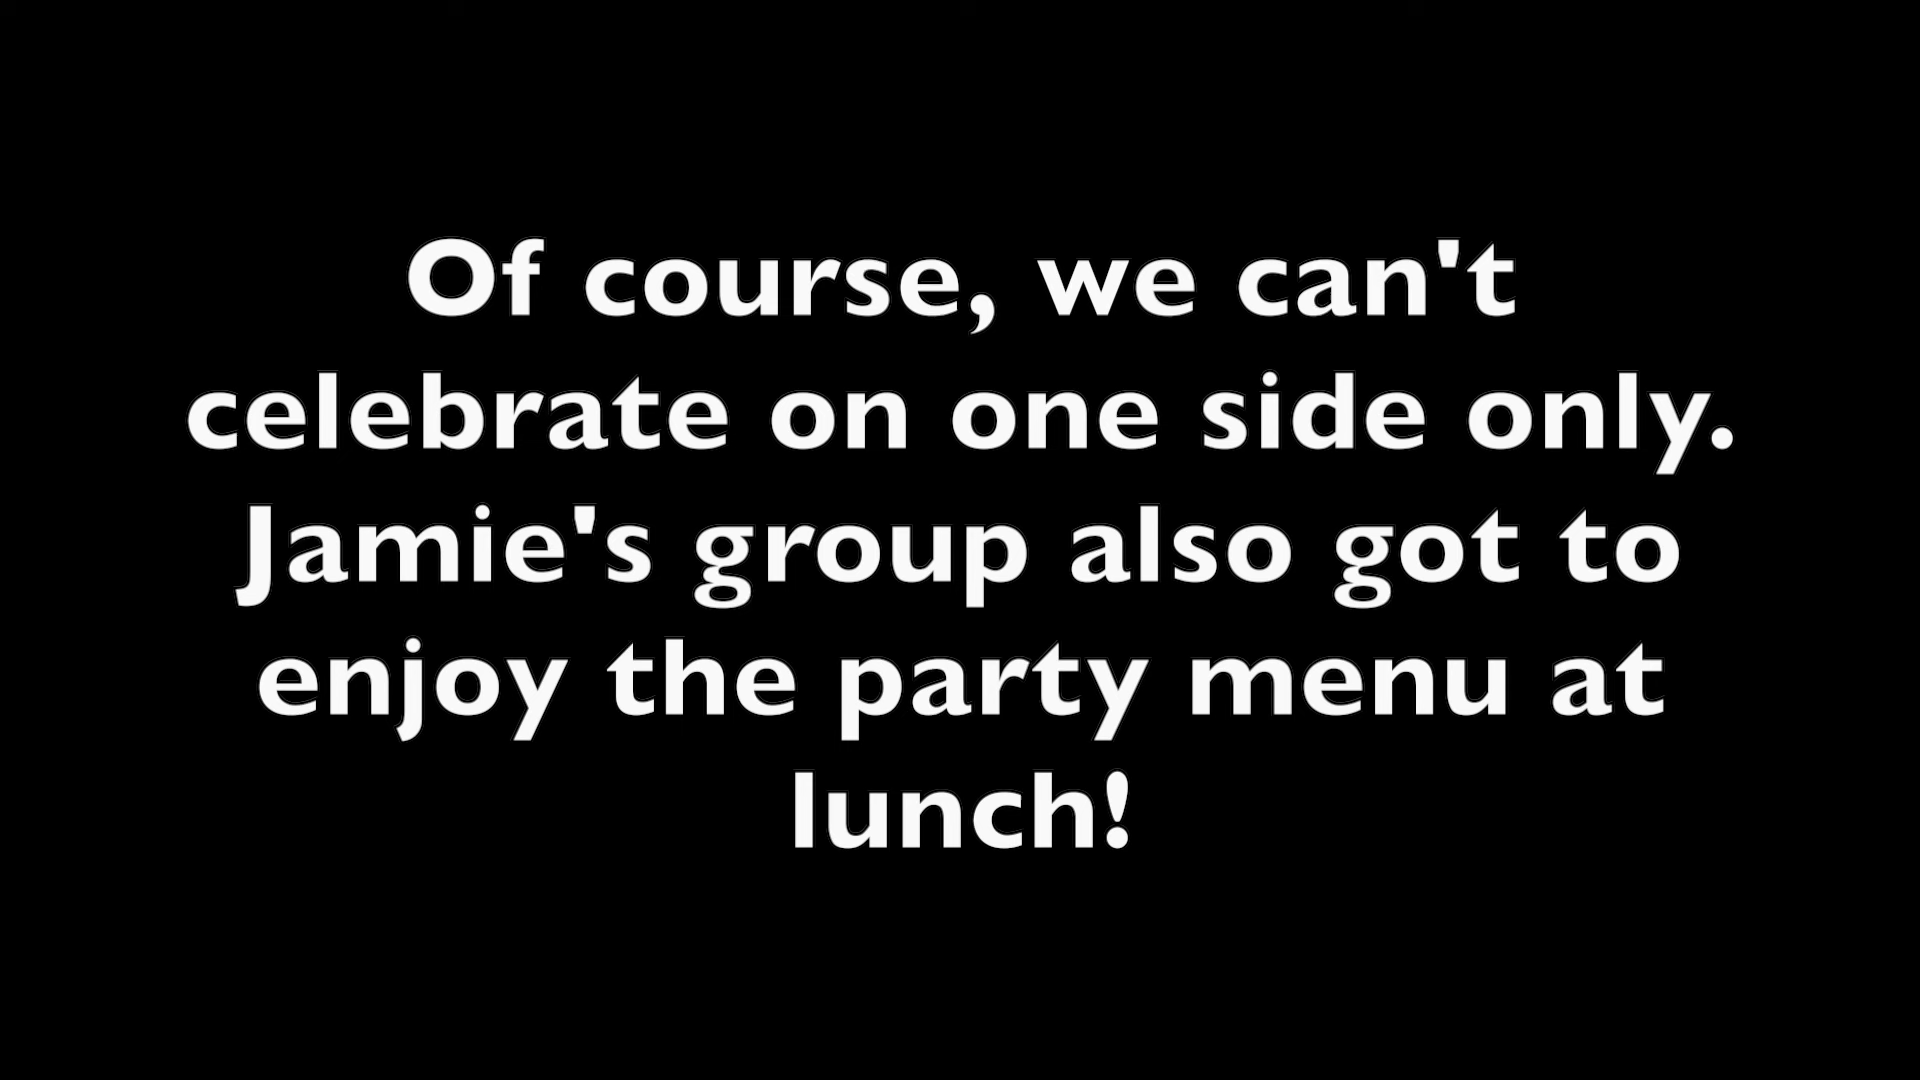 Of course, we can't
celebrate on one side only.
Jamie's group also got to
enjoy the party menu at
lunch!